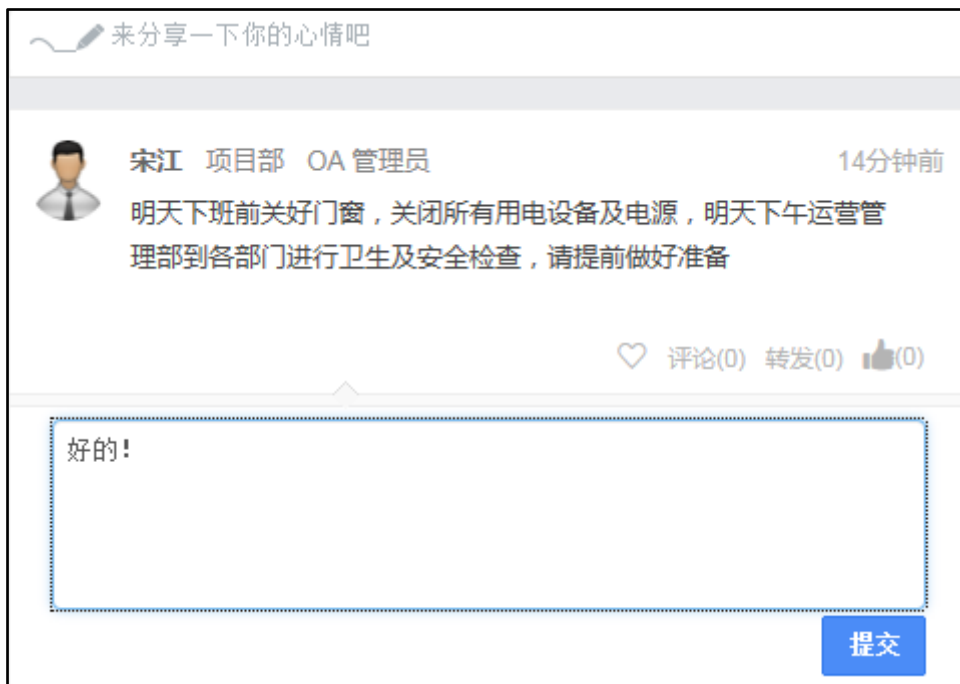 来分享一下你的心情吧
宋江 项目部 OA 管理员 14分钟前
明天下班前关好门窗，关闭所有用电设备及电源，明天下午运营管
理部到各部门进行卫生及安全检查，请提前做好准备
评论(0) 转发(0) (0)
好的!
提交